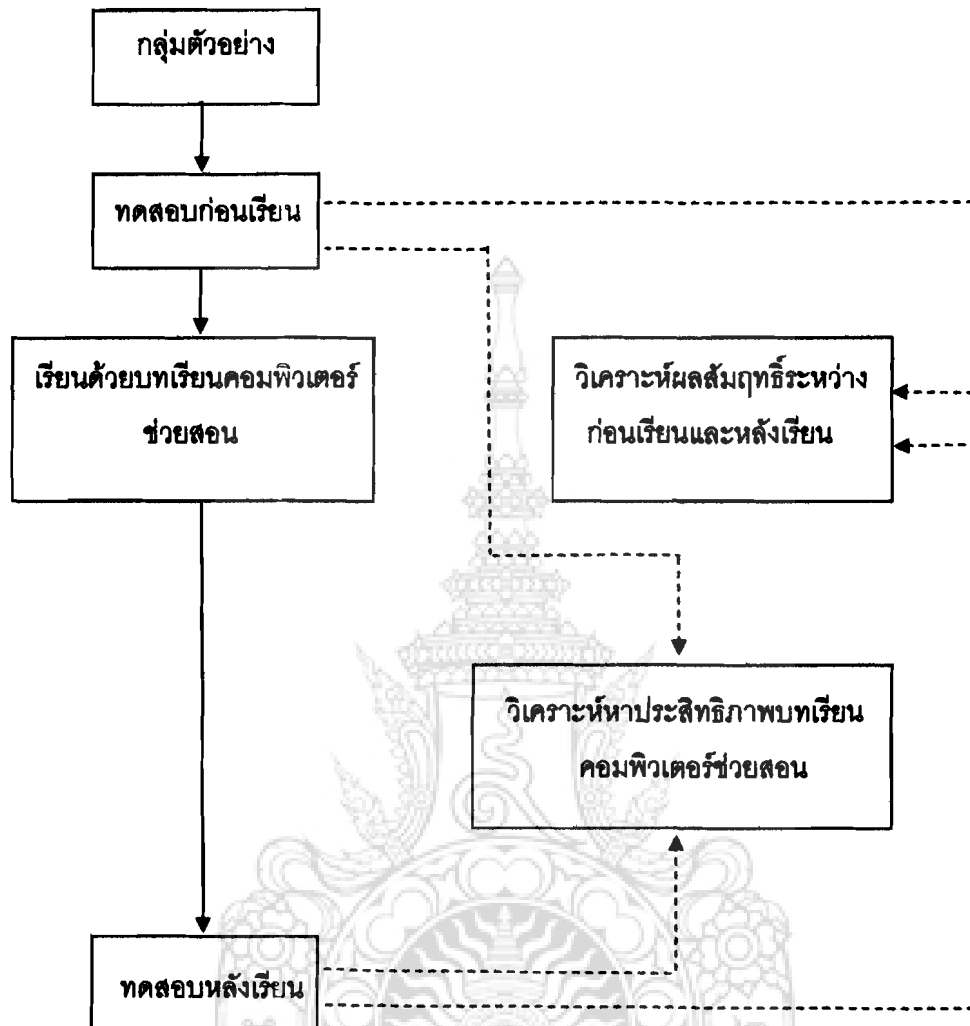 กลุ่มตัวอย่าง
ทดสอบก่อนเรียน
เรียนด้วยบทเรียนคอมพิวเตอร์
ช่วยสอน
วิเคราะห์ผลสัมฤทธิ์ระหว่าง
ก่อนเรียนและหลังเรียน
วิเคราะห์หาประสิทธิภาพบทเรียน
คอมพิวเตอร์ช่วยสอน
ทดสอบหลังเรียน